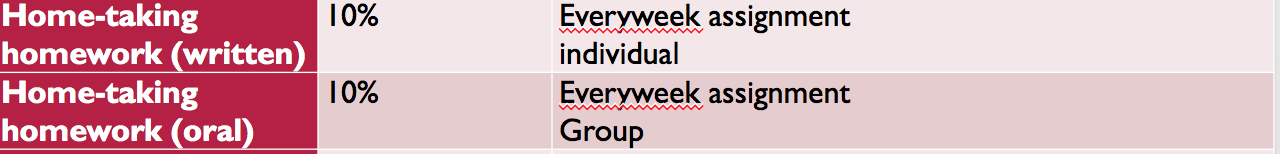 Home-taking homework (written) 10% Everyweek assignment
individual
Home-taking homework (oral) 10% Everyweek assignment
Group